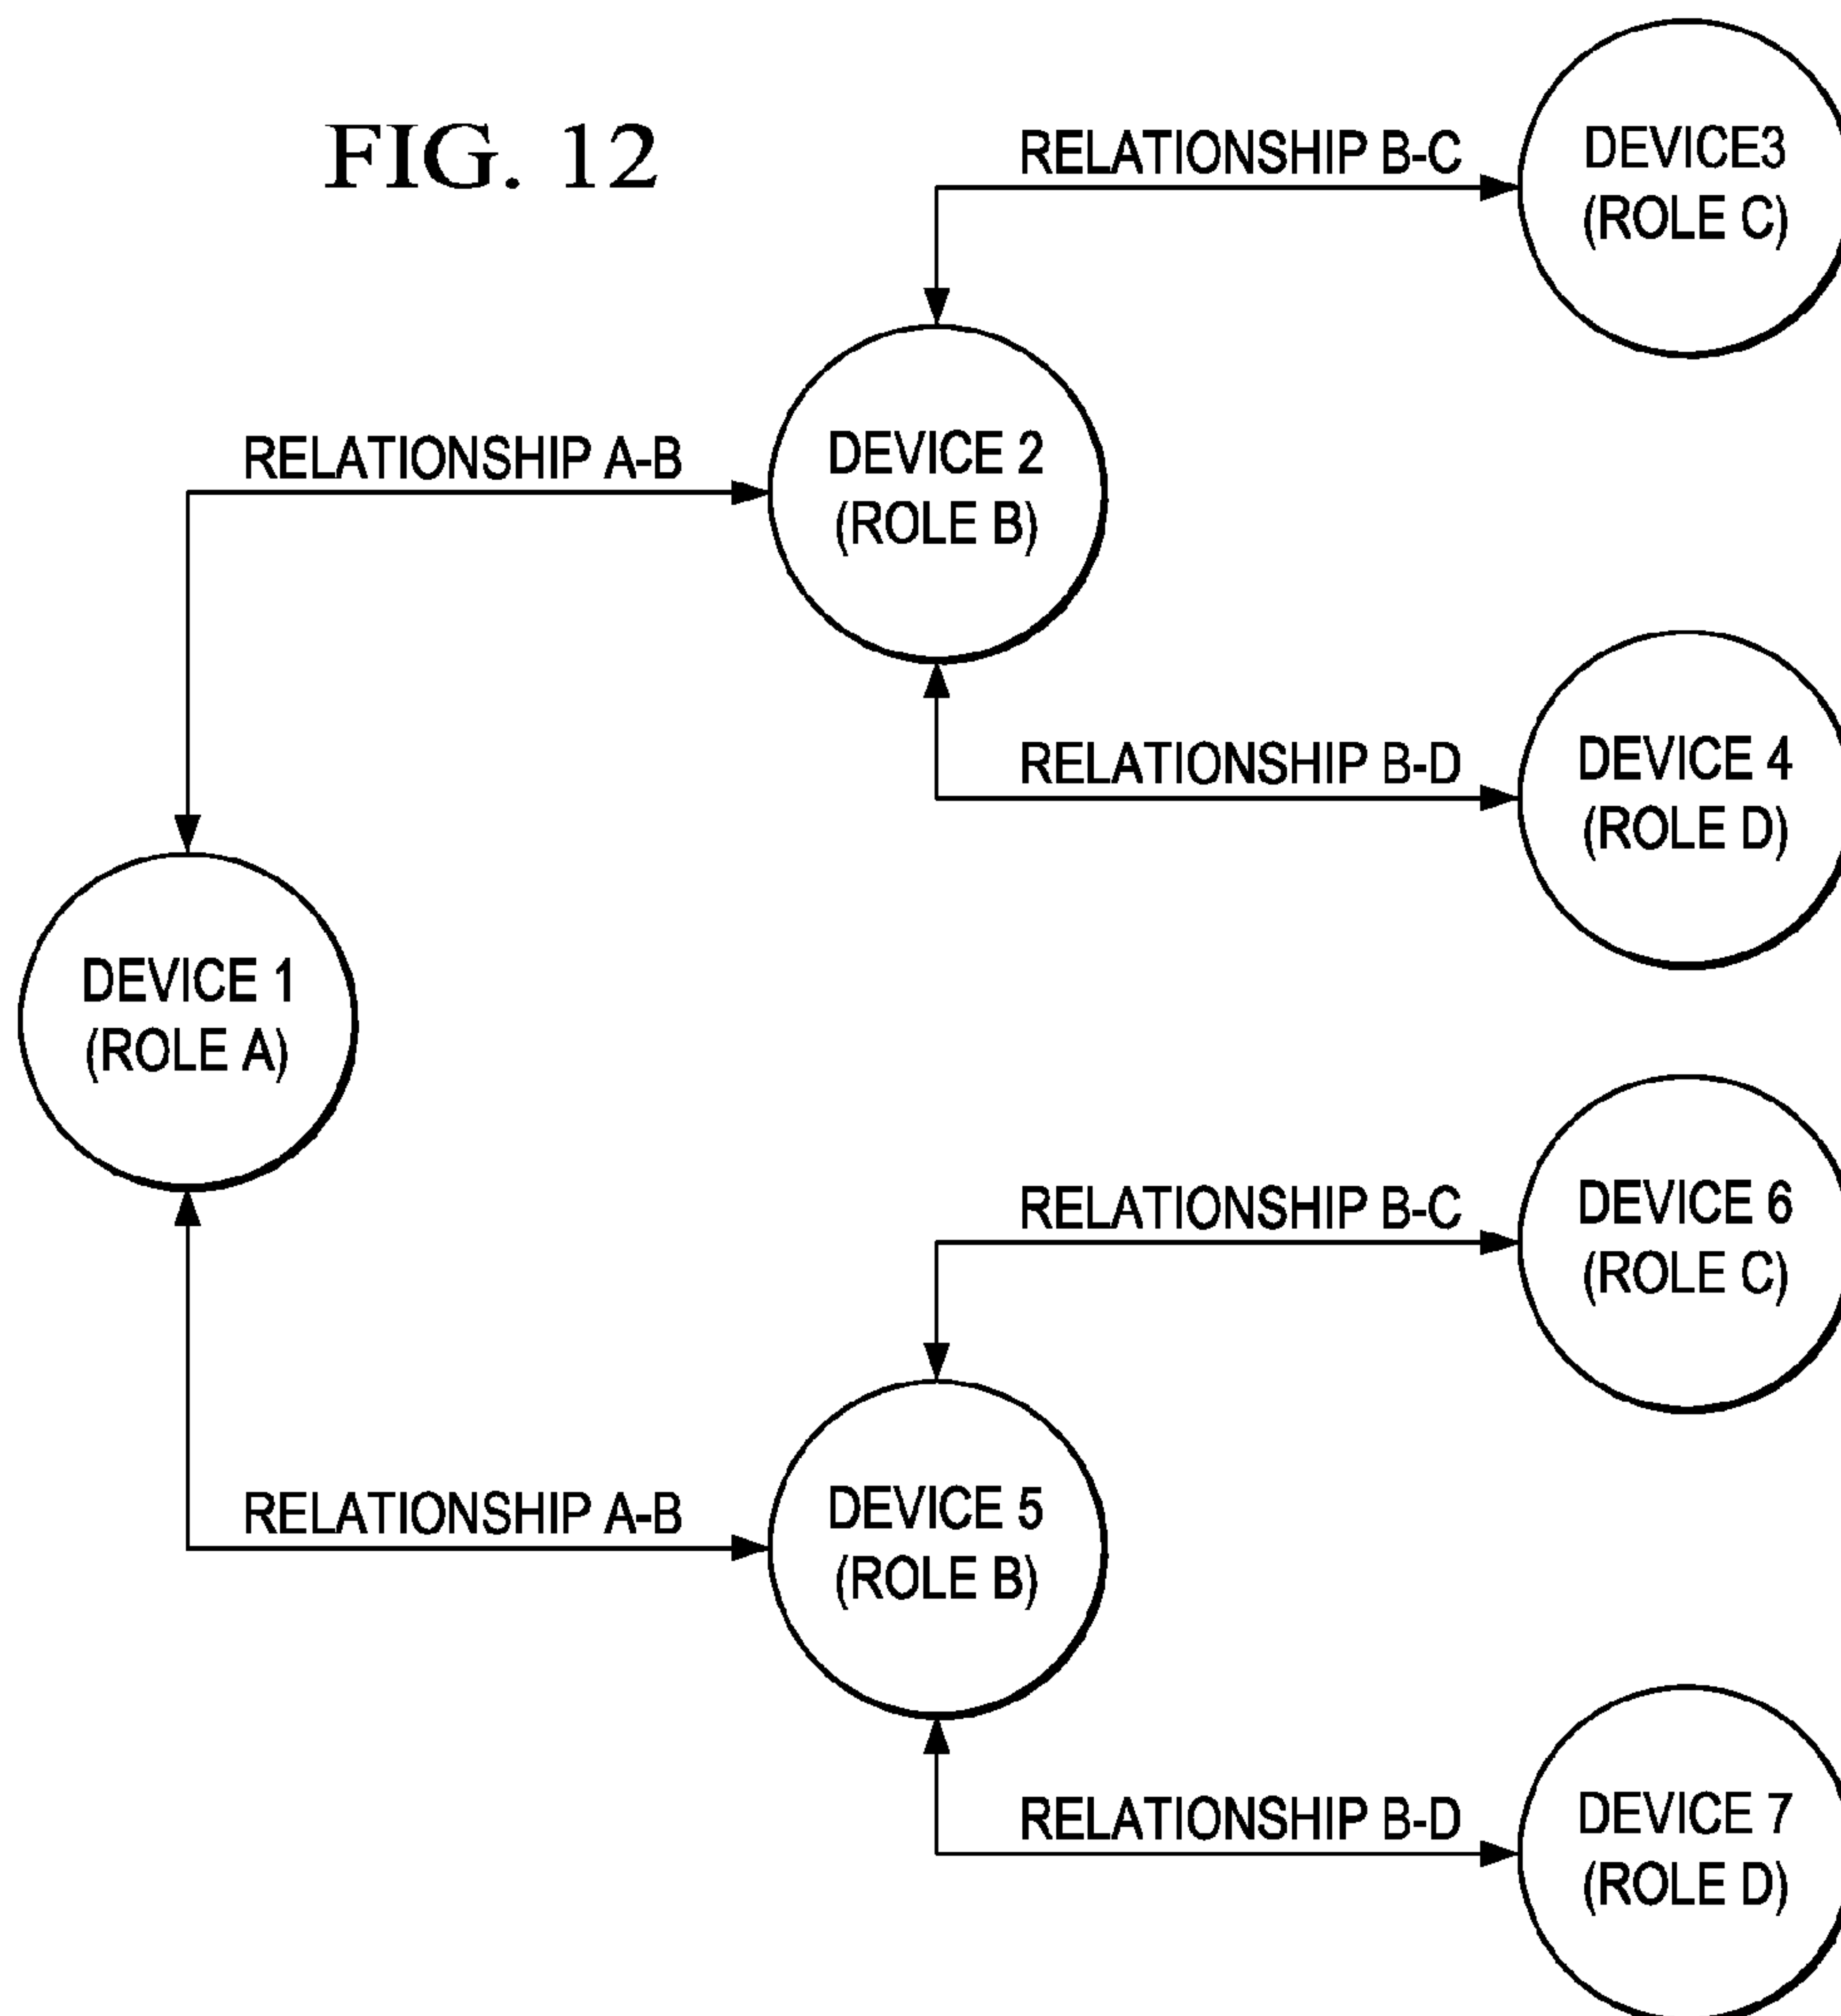 FIG. 12
RELATIONSHIP B-C
DEVICE3
(ROLE C)
RELATIONSHIP A-B
DEVICE 2
(ROLE B)
RELATIONSHIP B-D
DEVICE 4
(ROLE D)
DEVICE 1
(ROLE A)
RELATIONSHIP B-C
DEVICE 6
(ROLE C)
RELATIONSHIP A-B
DEVICE 5
(ROLE B)
RELATIONSHIP B-D
DEVICE 7
(ROLE D)